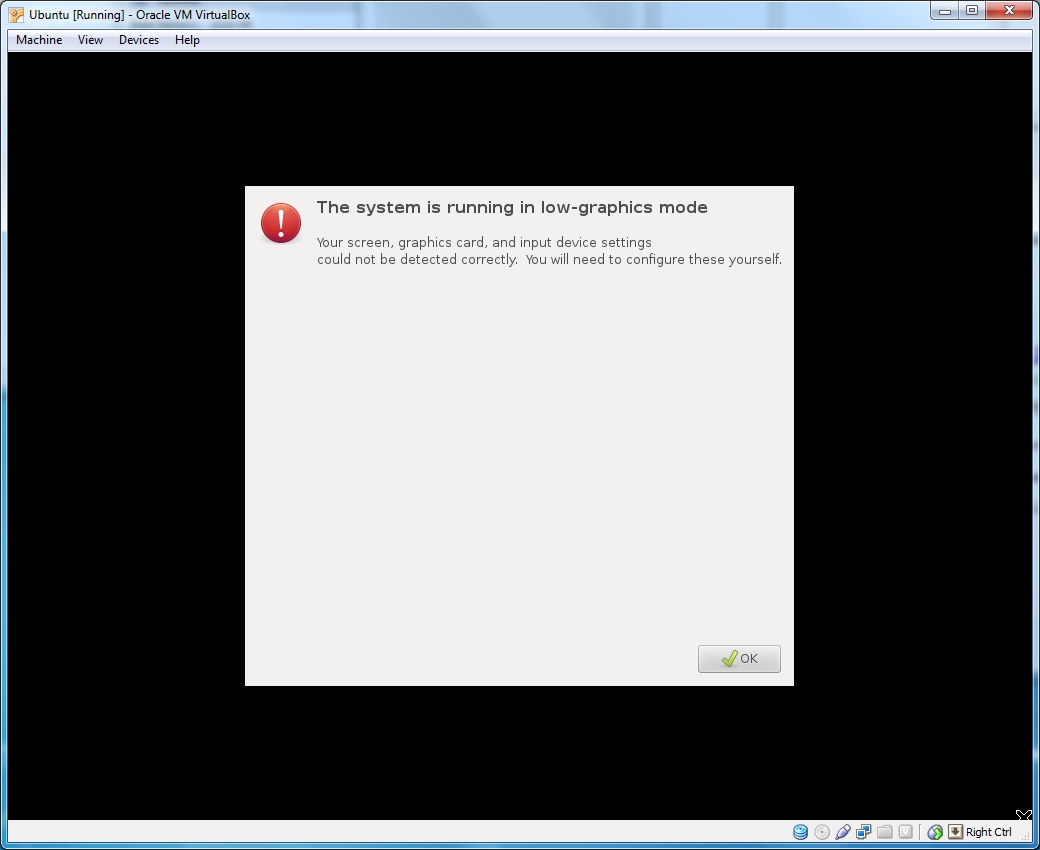 Ubuntu [Running] - Oracle VM VirtualBox
Machine View Devices Help
The system is running in low-graphics mode
Your screen, graphics card, and input device settings
could not be detected correctly. You will need to configure these yourself.
OK
Right Ctrl